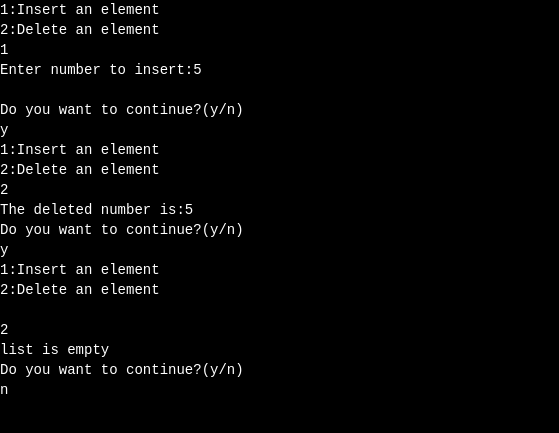 1:Insert an element
2:Delete an element
1
Enter number to insert:5
Do you want to continue?(y/n)
y
1:Insert an element
2:Delete an element
2
The deleted number is:5
Do you want to continue?(y/n)
y
1:Insert an element
2:Delete an element
2
list is empty
Do you want to continue?(y/n)
n